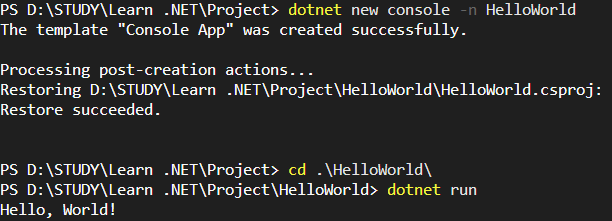 PS D:\STUDY\Learn .NET\Project> dotnet new console -n HelloWorld
The template "Console App" was created successfully.
Processing post-creation actions...
Restoring D:\STUDY\Learn .NET\Project\HelloWorld\HelloWorld.csproj:
Restore succeeded.
PS D:\STUDY\Learn .NET\Project> cd .\HelloWorld\
PS D:\STUDY\Learn .NET\Project\HelloWorld> dotnet run
Hello, World!